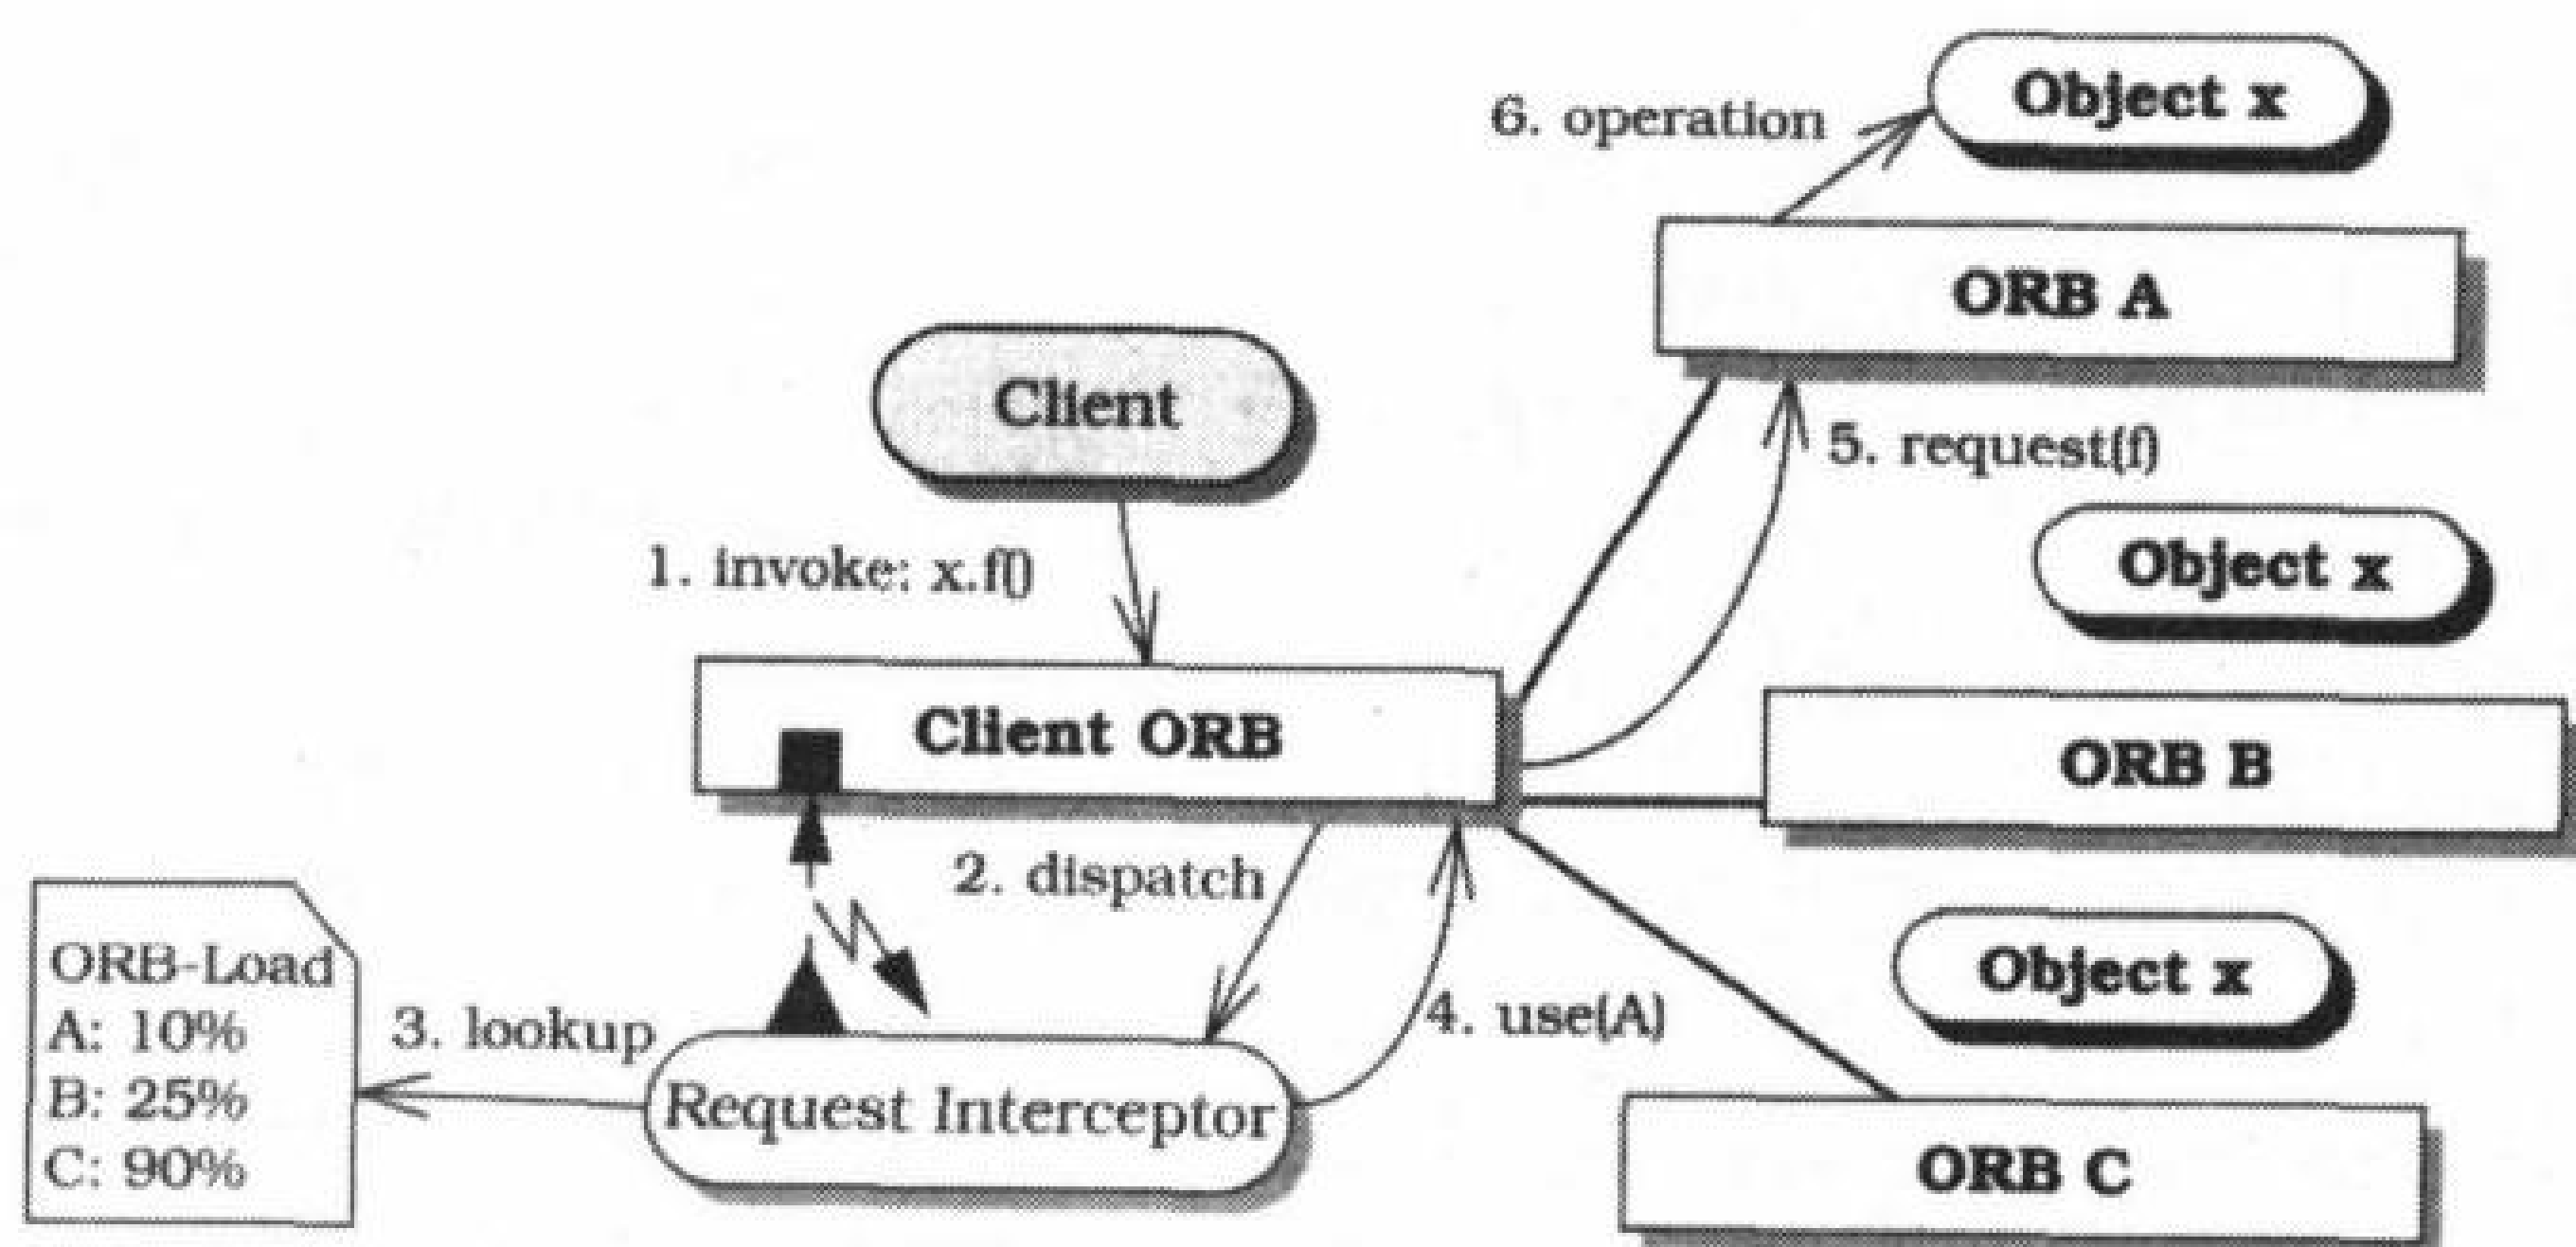 Object x
6. operation
ORB A
Client
5. request(f)
Object x
1. invoke: x.f()
Client ORB
ORB B
2. dispatch
ORB-Load
A: 10%
B: 25%
C: 90%
3. lookup
4. use(A)
Object x
Request Interceptor
ORB C